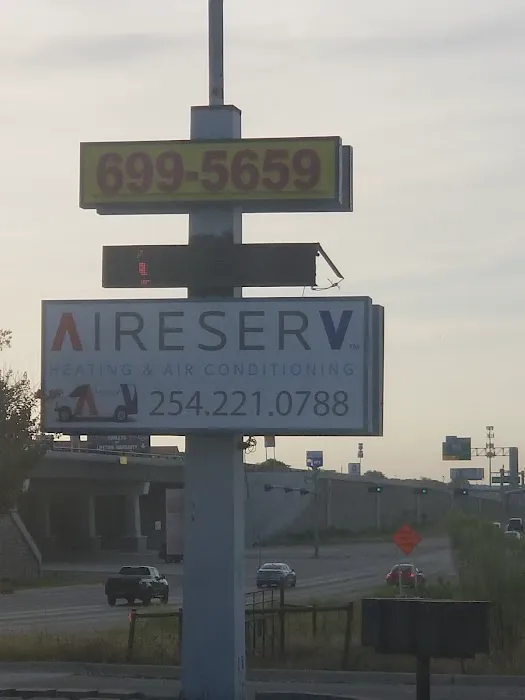 699-5659
AIRESERV
HEATING & AIR CONDITIONING
254.221.0788